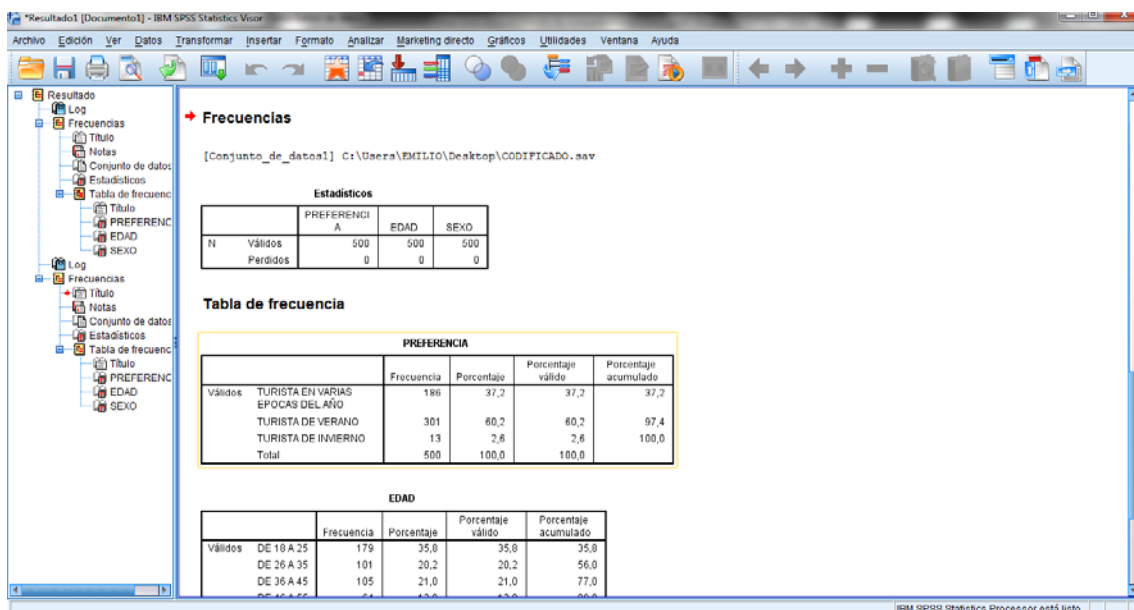 *Resultado1 [Documento1] - IBM SPSS Statistics Visor
Archivo Edición Ver Datos Transformar Insertar Formato Analizar Marketing directo Gráficos Utilidades Ventana Ayuda
Resultado
Log
Frecuencias
Título
Notas
Conjunto de datos
Estadísticos
Tabla de frecuenc
Título
PREFERENC
EDAD
SEXO
Log
Frecuencias
Título
Notas
Conjunto de datos
Estadísticos
Tabla de frecuenc
Título
PREFERENC
EDAD
SEXO
Frecuencias
[Conjunto_de_datos1] C:\Users\EMILIO\Desktop\CODIFICADO.sav
Estadísticos
PREFERENCI
A EDAD SEXO
N Válidos 500 500 500
Perdidos 0 0 0
Tabla de frecuencia
PREFERENCIA
Frecuencia Porcentaje Porcentaje válido Porcentaje acumulado
Válidos TURISTA EN VARIAS EPOCAS DEL AÑO 186 37,2 37,2 37,2
TURISTA DE VERANO 301 60,2 60,2 97,4
TURISTA DE INVIERNO 13 2,6 2,6 100,0
Total 500 100,0 100,0
EDAD
Frecuencia Porcentaje Porcentaje válido Porcentaje acumulado
Válidos DE 18 A 25 179 35,8 35,8 35,8
DE 26 A 35 101 20,2 20,2 56,0
DE 36 A 45 105 21,0 21,0 77,0
IBM SPSS Statistics Processor está listo